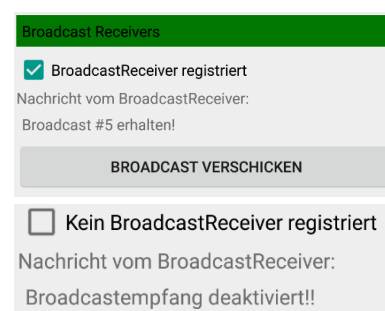 Broadcast Receivers
BroadcastReceiver registriert
Nachricht vom BroadcastReceiver:
Broadcast #5 erhalten!
BROADCAST VERSCHICKEN
Kein BroadcastReceiver registriert
Nachricht vom BroadcastReceiver:
Broadcastempfang deaktiviert!!